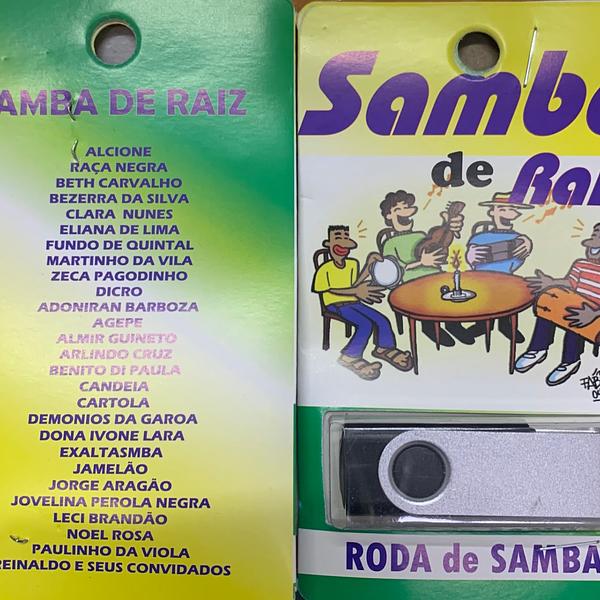 AMBA DE RAIZ
ALCIONE
RAÇA NEGRA
BETH CARVALHO
BEZERRA DA SILVA
CLARA NUNES
ELIANA DE LIMA
FUNDO DE QUINTAL
MARTINHO DA VILA
ZECA PAGODINHO
DICRO
ADONIRAN BARBOZA
AGEPE
ALMIR GUINETO
ARLINDO CRUZ
BENITO DI PAULA
CANDEIA
CARTOLA
DEMONIOS DA GAROA
DONA IVONE LARA
EXALTASMBA
JAMELÃO
JORGE ARAGÃO
JOVELINA PEROLA NEGRA
LECI BRANDÃO
NOEL ROSA
PAULINHO DA VIOLA
REINALDO E SEUS CONVIDADOS
Samba
de Rai
RODA de SAMBA